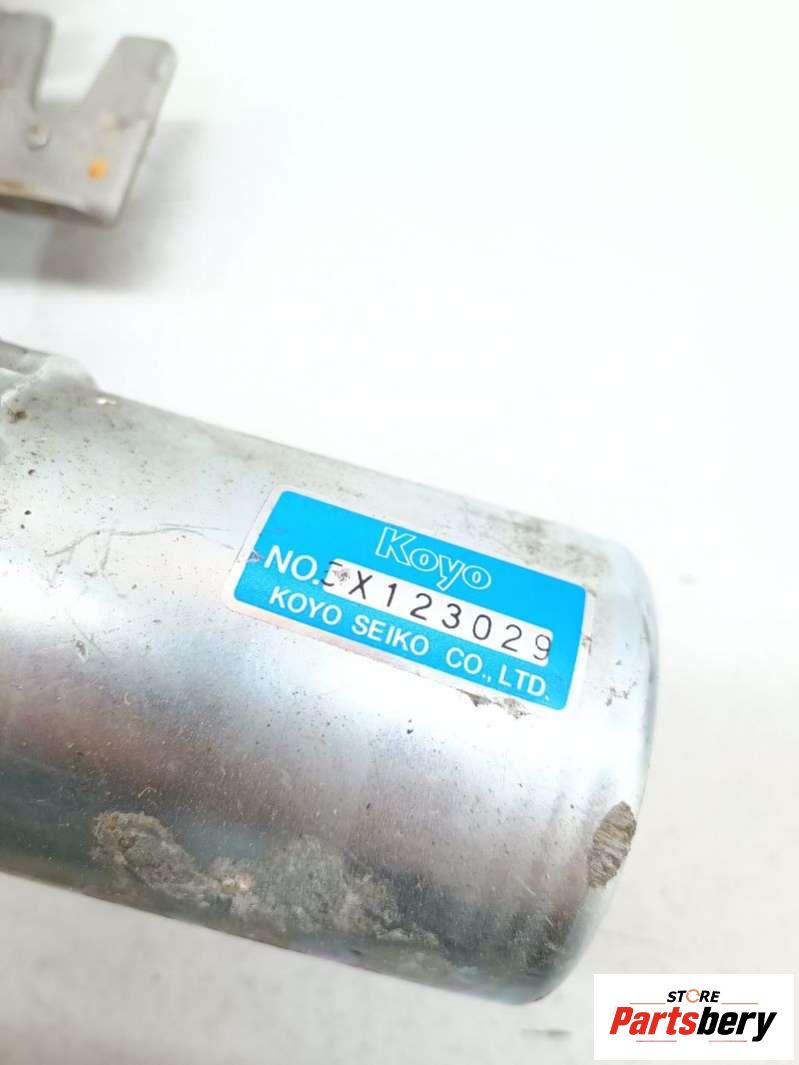 Koyo
NO. X123029
KOYO SEIKO CO., LTD.
STORE
Partsbery